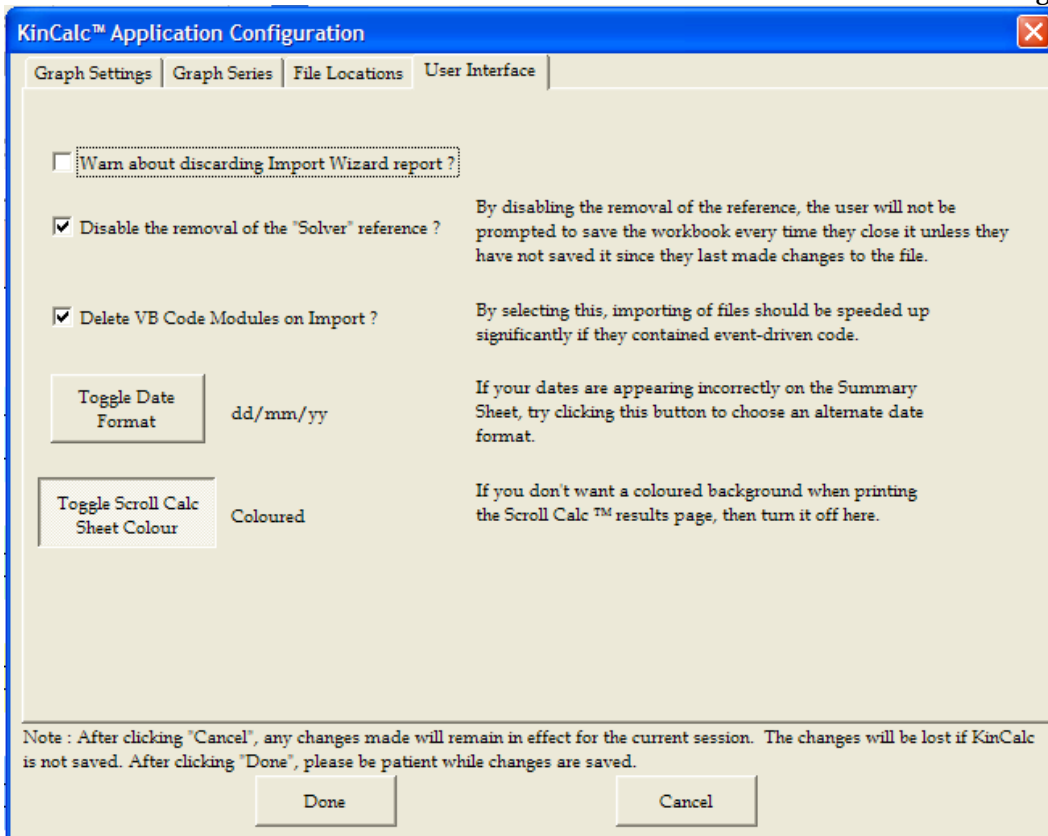 KinCalc™ Application Configuration
Graph Settings
Graph Series
File Locations
User Interface
Warn about discarding Import Wizard report ?
Disable the removal of the "Solver" reference ?
By disabling the removal of the reference, the user will not be
prompted to save the workbook every time they close it unless they
have not saved it since they last made changes to the file.
Delete VB Code Modules on Import ?
By selecting this, importing of files should be speeded up
significantly if they contained event-driven code.
Toggle Date
Format
dd/mm/yy
If your dates are appearing incorrectly on the Summary
Sheet, try clicking this button to choose an alternate date
format.
Toggle Scroll Calc
Sheet Colour
Coloured
If you don't want a coloured background when printing
the Scroll Calc ™ results page, then turn it off here.
Note : After clicking "Cancel", any changes made will remain in effect for the current session. The changes will be lost if KinCalc
is not saved. After clicking "Done", please be patient while changes are saved.
Done
Cancel